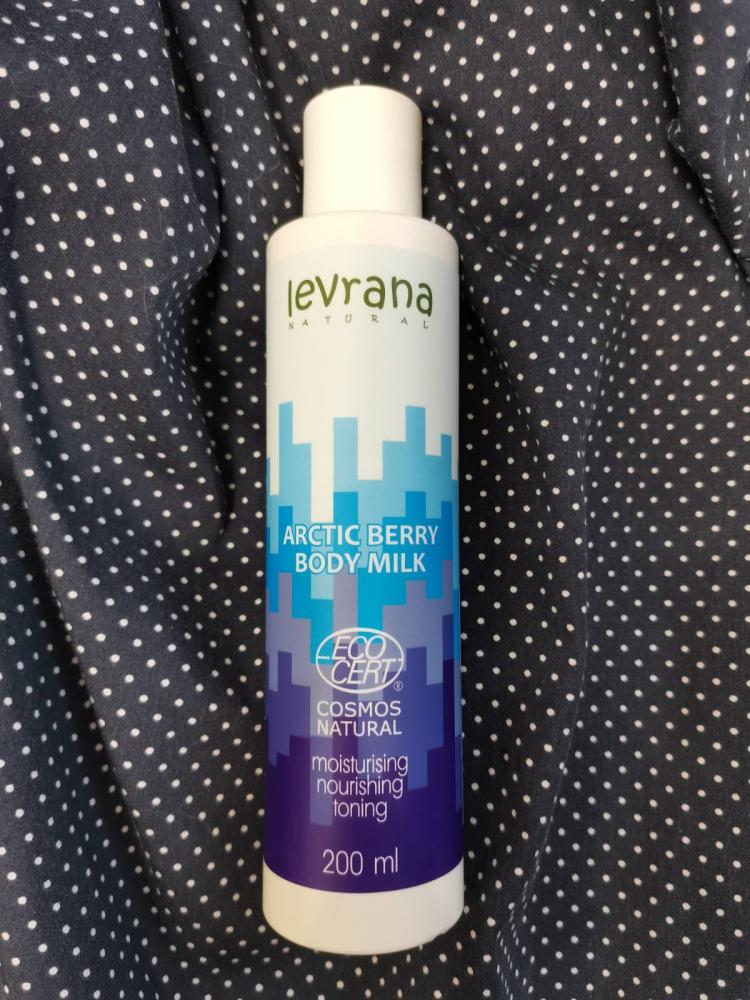 levrana
NATURAL
ARCTIC BERRY
BODY MILK
ECO
CERT
®
COSMOS
NATURAL
moisturising
nourishing
toning
200 ml